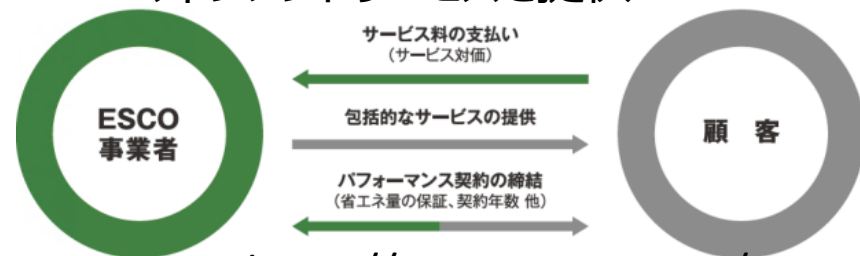 サービス料の支払い
（サービス対価）
ESCO
事業者
包括的なサービスの提供
顧 客
パフォーマンス契約の締結
（省エネ量の保証、契約年数 他）